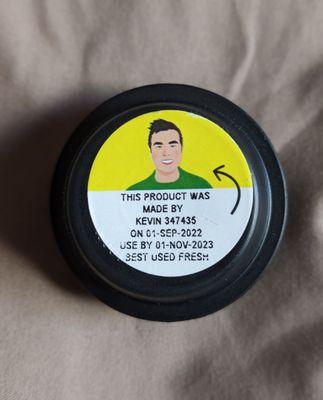 THIS PRODUCT WAS
MADE BY
KEVIN 347435
ON 01-SEP-2022
USE BY 01-NOV-2023
BEST USED FRESH